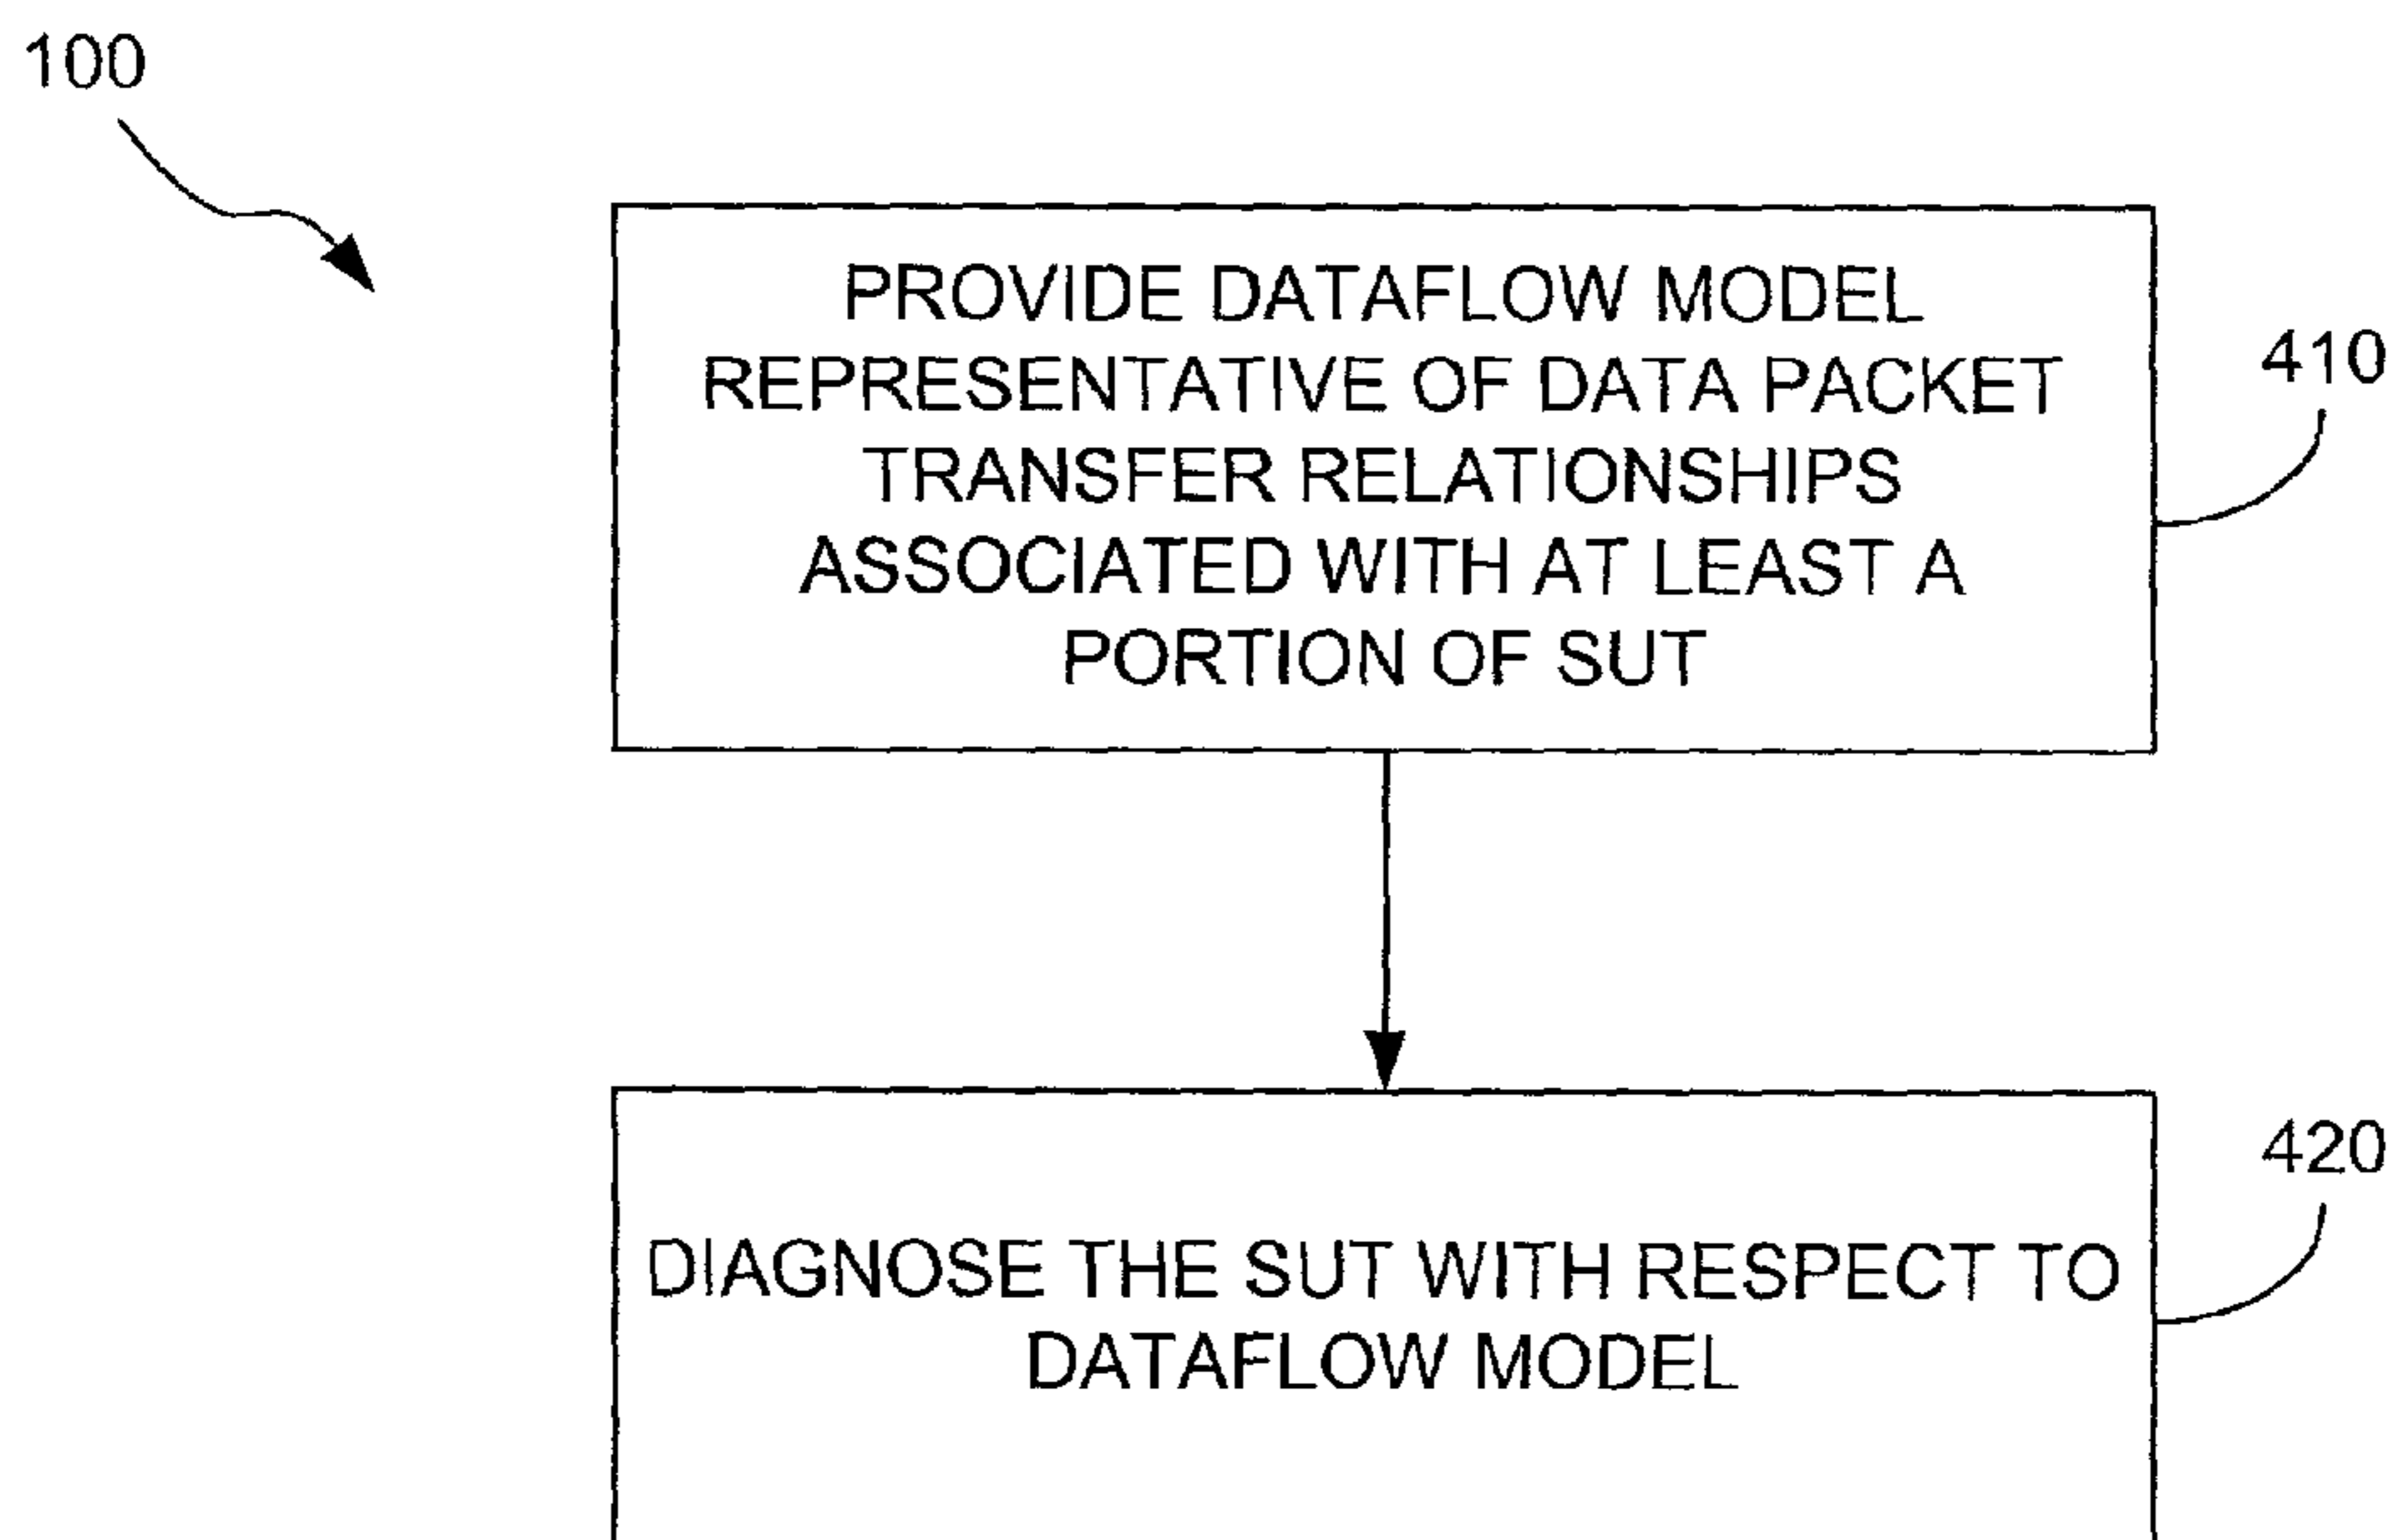 100
PROVIDE DATAFLOW MODEL
REPRESENTATIVE OF DATA PACKET
TRANSFER RELATIONSHIPS
ASSOCIATED WITH AT LEAST A
PORTION OF SUT
410
DIAGNOSE THE SUT WITH RESPECT TO
DATAFLOW MODEL
420